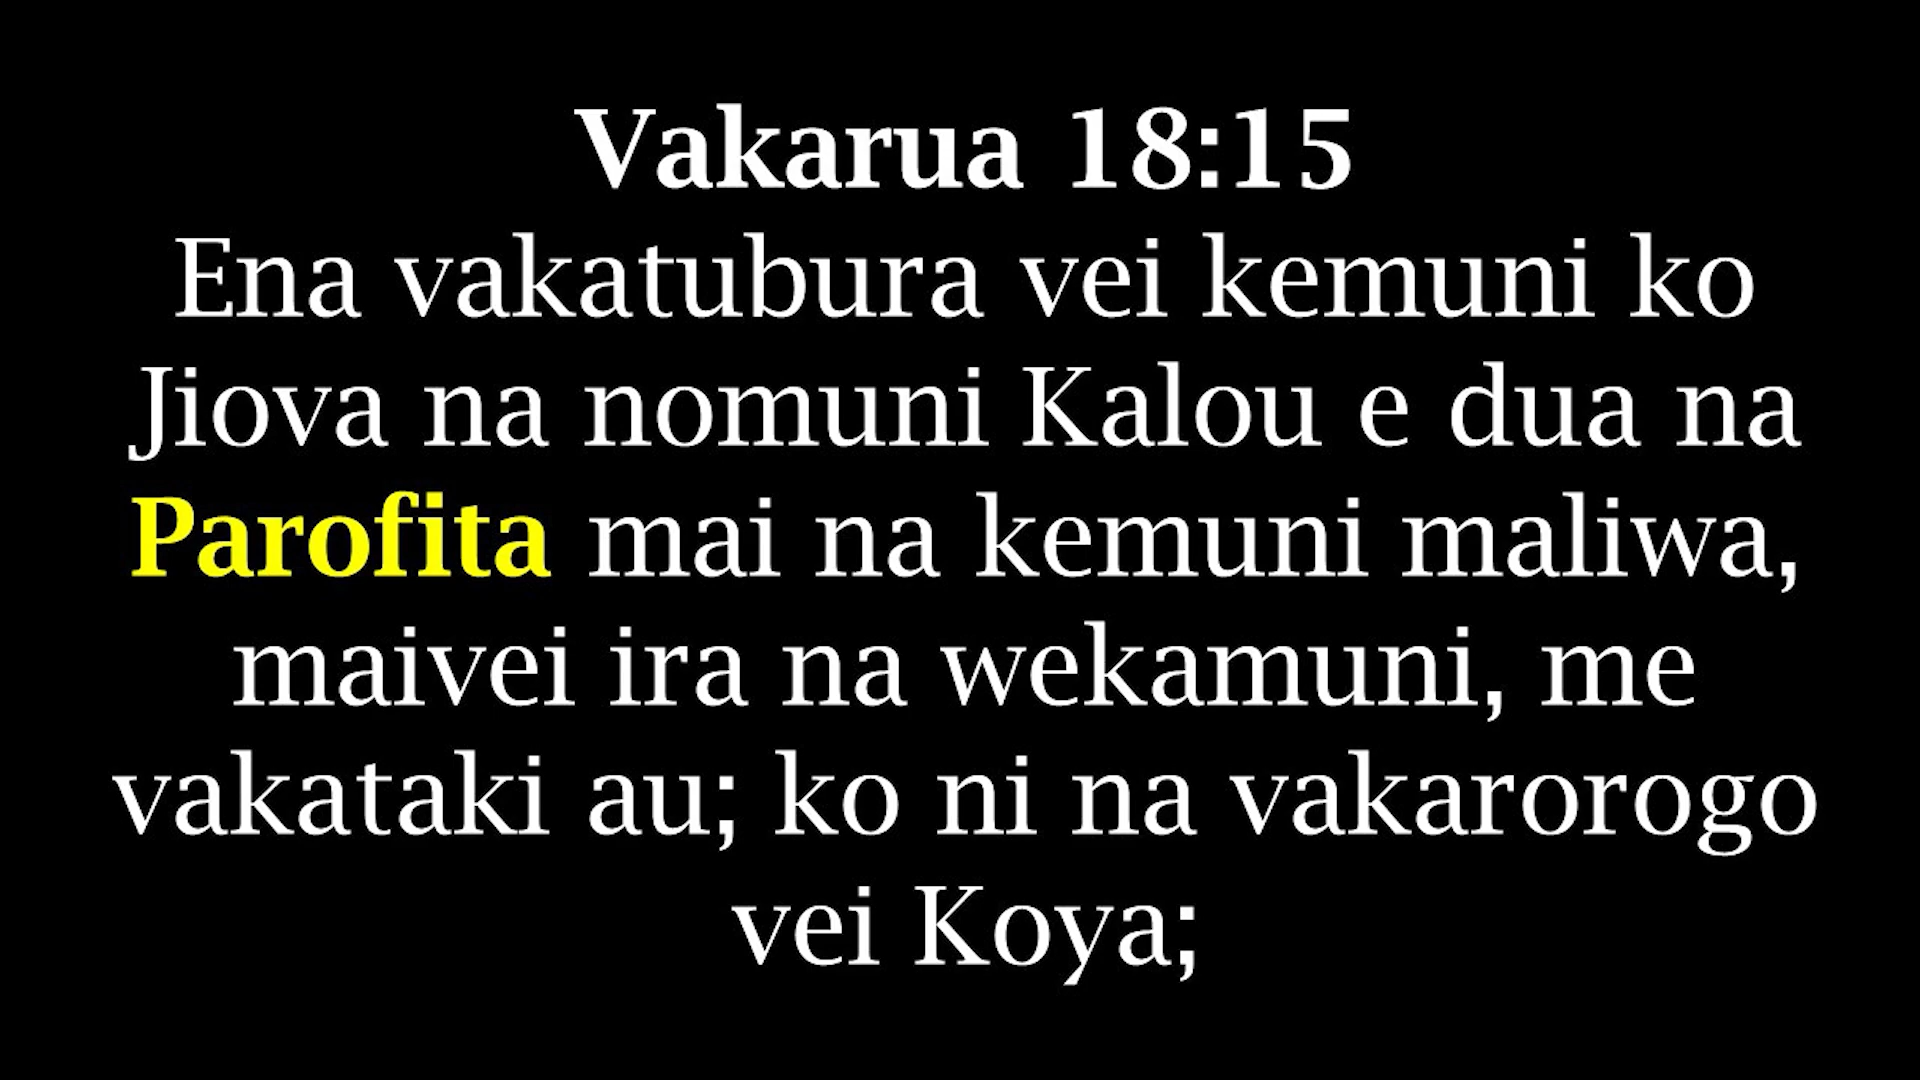 Vakarua 18:15
Ena vakatubura vei kemuni ko
Jiova na nomuni Kalou e dua na
Parofita mai na kemuni maliwa,
maivei ira na wekamuni, me
vakataki au; ko ni na vakarorogo
vei Koya;